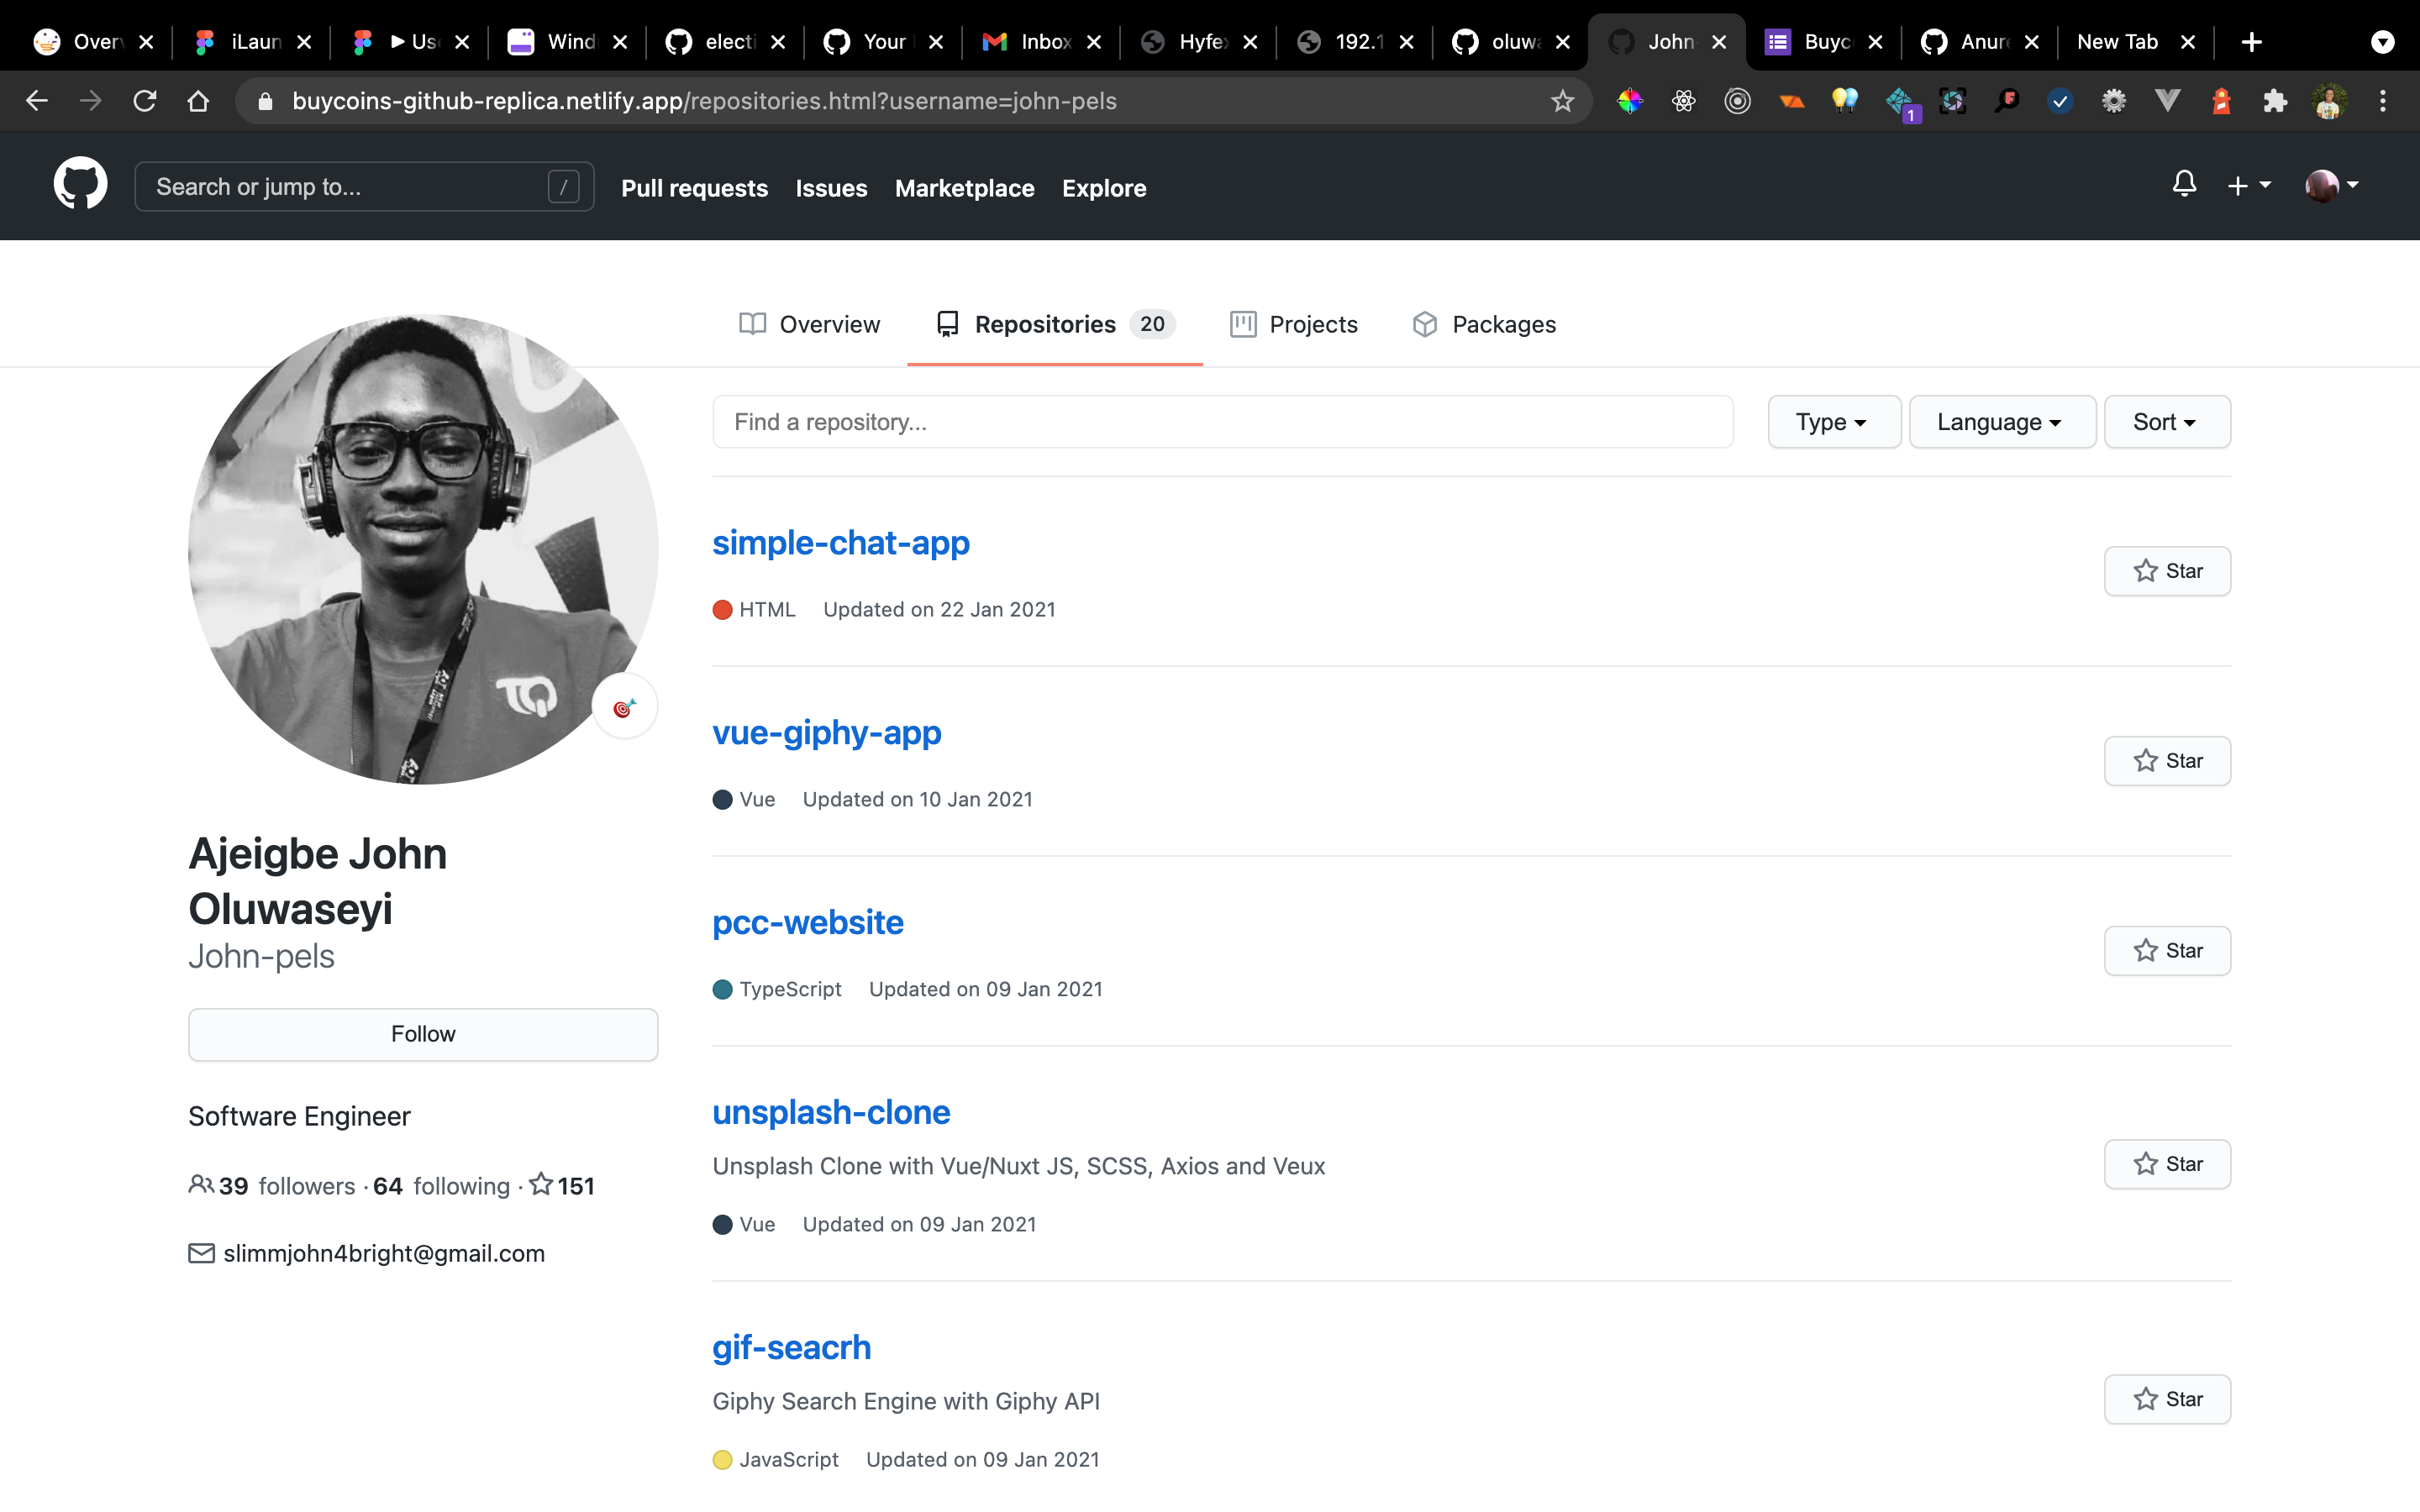 Over iLaun Us Wind electi Your Inbox Hyfe 192.1 oluwa John- Buyc Anure New Tab
buycoins-github-replica.netlify.app/repositories.html?username=john-pels
1
Search or jump to... / Pull requests Issues Marketplace Explore
Overview Repositories 20 Projects Packages
Find a repository... Type Language Sort
simple-chat-app
Star
HTML Updated on 22 Jan 2021
vue-giphy-app
Star
Vue Updated on 10 Jan 2021
pcc-website
Star
TypeScript Updated on 09 Jan 2021
unsplash-clone
Unsplash Clone with Vue/Nuxt JS, SCSS, Axios and Veux
Star
Vue Updated on 09 Jan 2021
gif-seacrh
Giphy Search Engine with Giphy API
Star
JavaScript Updated on 09 Jan 2021
TQ
Ajeigbe John
Oluwaseyi
John-pels
Follow
Software Engineer
39 followers · 64 following · 151
slimmjohn4bright@gmail.com